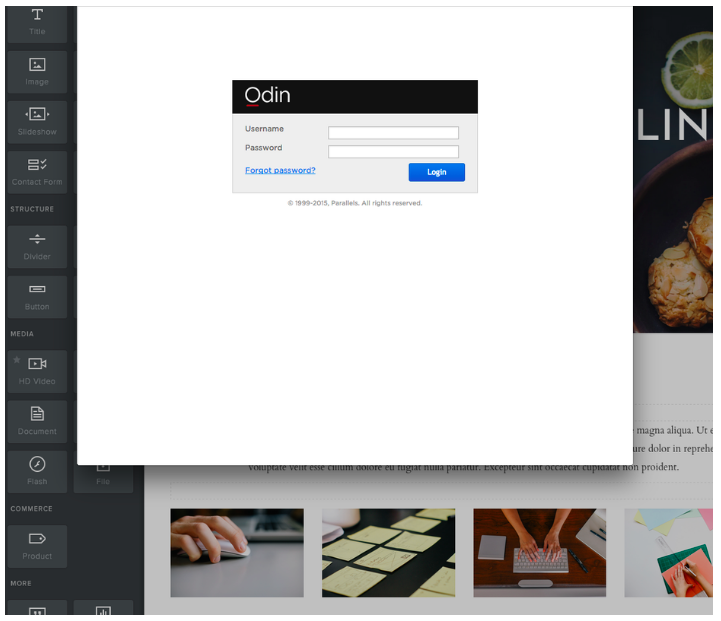 Title
Image
Slideshow
Contact Form
STRUCTURE
Divider
Button
MEDIA
HD Video
Document
Flash
File
COMMERCE
Product
MORE
Odin
Username
Password
Forgot password?
Login
© 1999-2015, Parallels. All rights reserved.
LIN
magna aliqua. Ut e
ure dolor in reprehe
voluptate velit esse cillum dolore eu fugiat nulla pariatur. Excepteur sint occaecat cupidatat non proident.